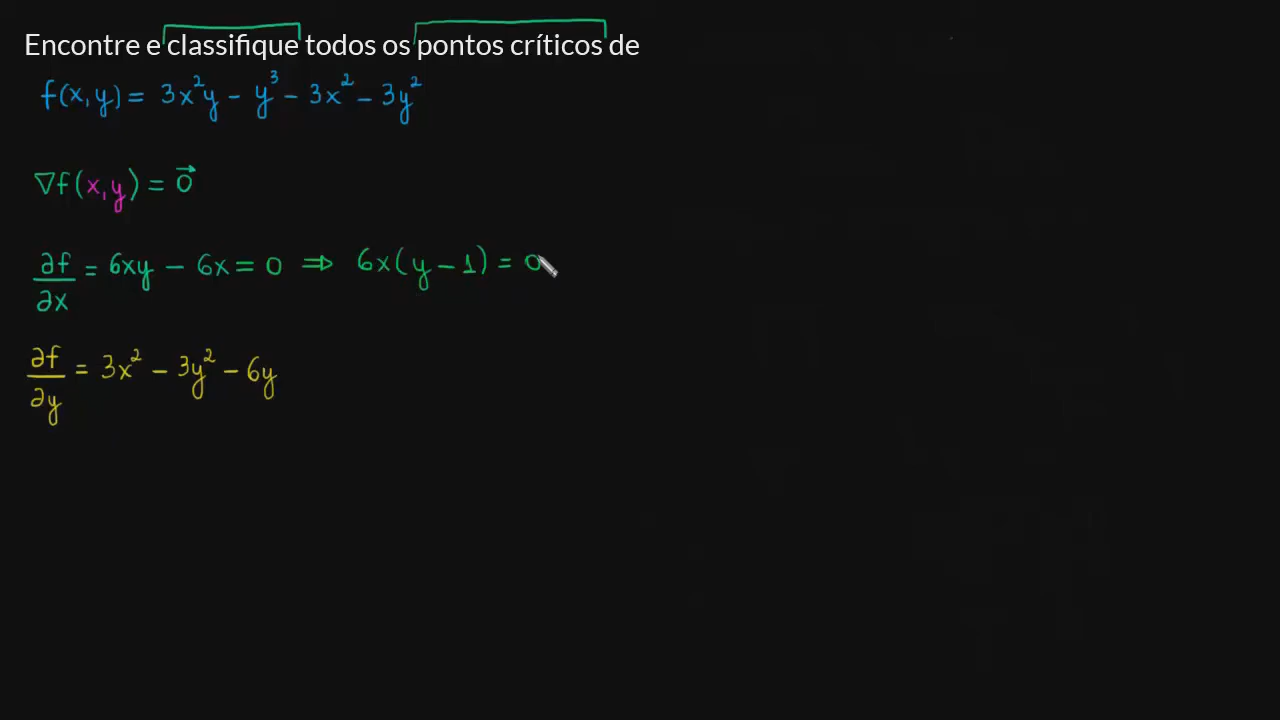 Encontre e classifique todos os pontos críticos de
f(x,y) = 3x²y − y³ − 3x² − 3y²
∇f(x,y) = 0⃗
∂f/∂x = 6xy − 6x = 0 ⇒ 6x(y − 1) = 0
∂f/∂y = 3x² − 3y² − 6y